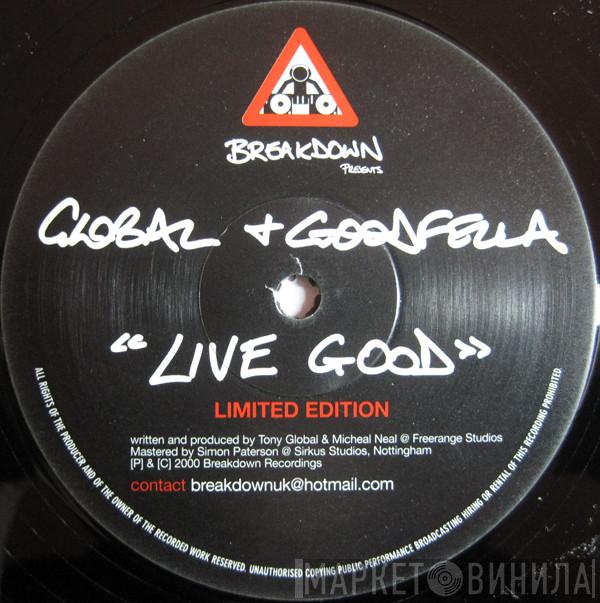 BREAKDOWN
PRESENTS
GLOBAL + GOODFELLA
"LIVE GOOD"
LIMITED EDITION
written and produced by Tony Global & Micheal Neal @ Freerange Studios
Mastered by Simon Paterson @ Sirkus Studios, Nottingham
[P] & [C] 2000 Breakdown Recordings
contact breakdownuk@hotmail.com
ALL RIGHTS OF THE PRODUCER AND OF THE OWNER OF THE RECORDED WORK RESERVED. UNAUTHORISED COPYING PUBLIC PERFORMANCE BROADCASTING HIRING OR RENTAL OF THIS RECORDING PROHIBITED
МАРКЕТ ВИНИЛА